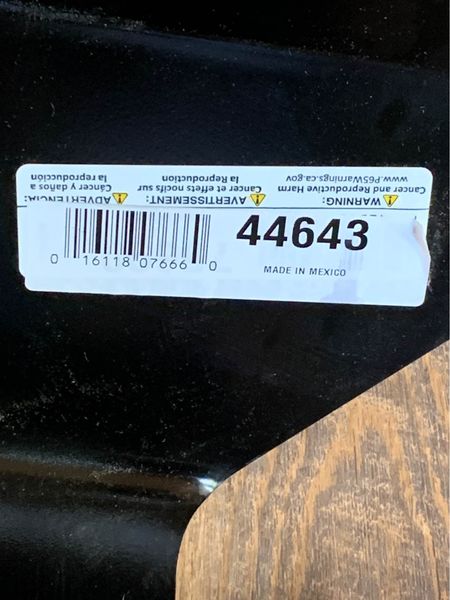 WARNING:
Cancer and Reproductive Harm
www.P65Warnings.ca.gov
AVERTISSEMENT:
Cancer et effets nocifs sur
la Reproduction
ADVERTENCIA:
Cáncer y daños a
la reproducción
44643
MADE IN MEXICO
0 16118 07666 0